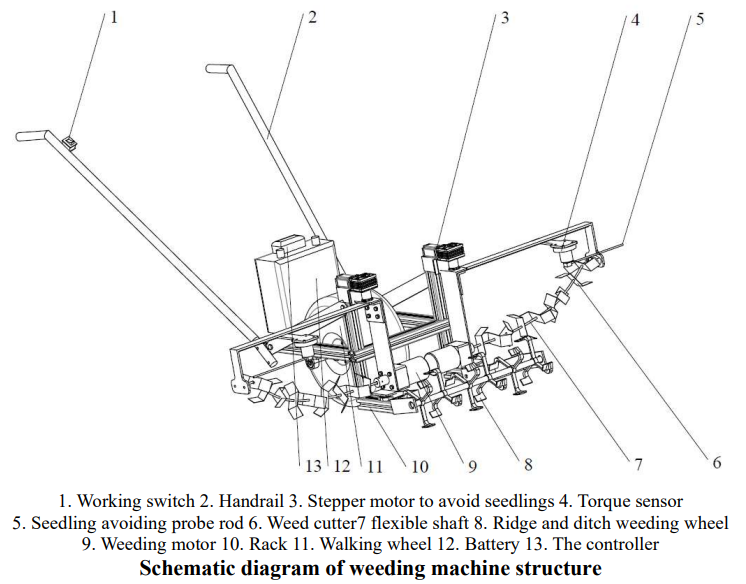 1 2 3 4 5
13 12 11 10 9 8 7 6
1. Working switch 2. Handrail 3. Stepper motor to avoid seedlings 4. Torque sensor
5. Seedling avoiding probe rod 6. Weed cutter7 flexible shaft 8. Ridge and ditch weeding wheel
9. Weeding motor 10. Rack 11. Walking wheel 12. Battery 13. The controller
Schematic diagram of weeding machine structure